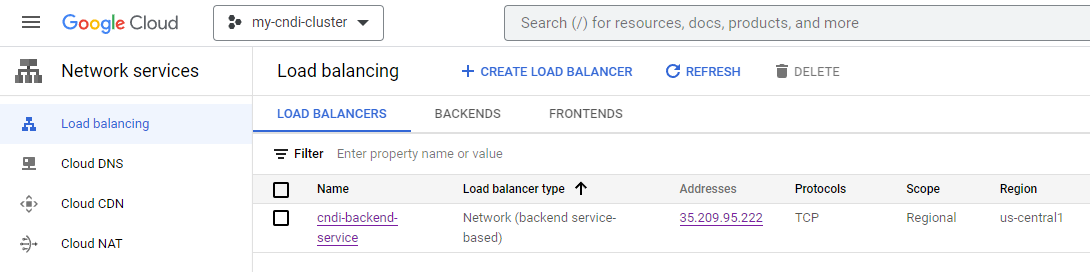 Google Cloud
my-cndi-cluster
Search (/) for resources, docs, products, and more
Network services
Load balancing
CREATE LOAD BALANCER
REFRESH
DELETE
Load balancing
Cloud DNS
Cloud CDN
Cloud NAT
LOAD BALANCERS
BACKENDS
FRONTENDS
Filter
Enter property name or value
Name
Load balancer type
Addresses
Protocols
Scope
Region
cndi-backend-
service
Network (backend service-
based)
35.209.95.222
TCP
Regional
us-central1